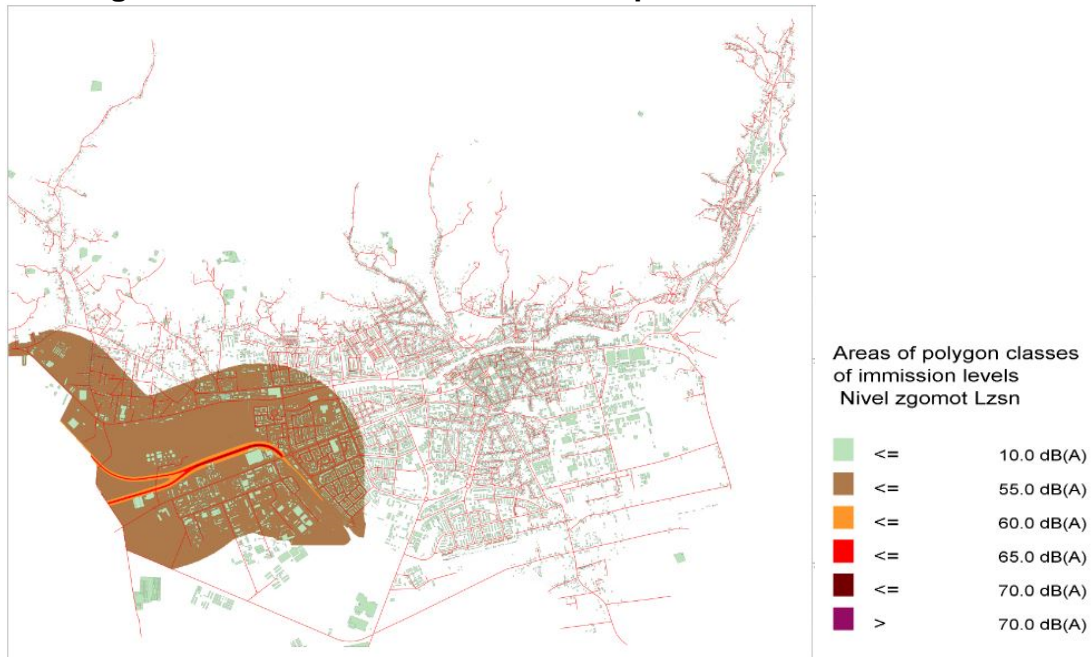 Areas of polygon classes
of immission levels
Nivel zgomot Lzsn
<= 10.0 dB(A)
<= 55.0 dB(A)
<= 60.0 dB(A)
<= 65.0 dB(A)
<= 70.0 dB(A)
> 70.0 dB(A)